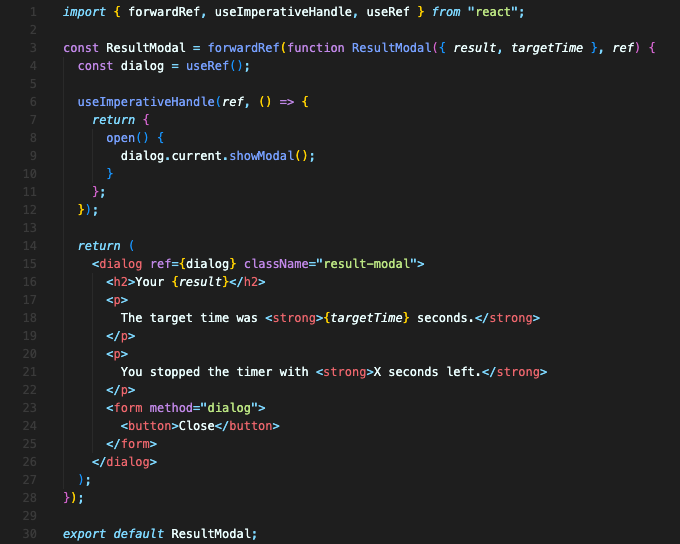 1 import { forwardRef, useImperativeHandle, useRef } from "react";
2
3 const ResultModal = forwardRef(function ResultModal({ result, targetTime }, ref) {
4   const dialog = useRef();
5
6   useImperativeHandle(ref, () => {
7     return {
8       open() {
9         dialog.current.showModal();
10       }
11     };
12   });
13
14   return (
15     <dialog ref={dialog} className="result-modal">
16       <h2>Your {result}</h2>
17       <p>
18         The target time was <strong>{targetTime} seconds.</strong>
19       </p>
20       <p>
21         You stopped the timer with <strong>X seconds left.</strong>
22       </p>
23       <form method="dialog">
24         <button>Close</button>
25       </form>
26     </dialog>
27   );
28 });
29
30 export default ResultModal;